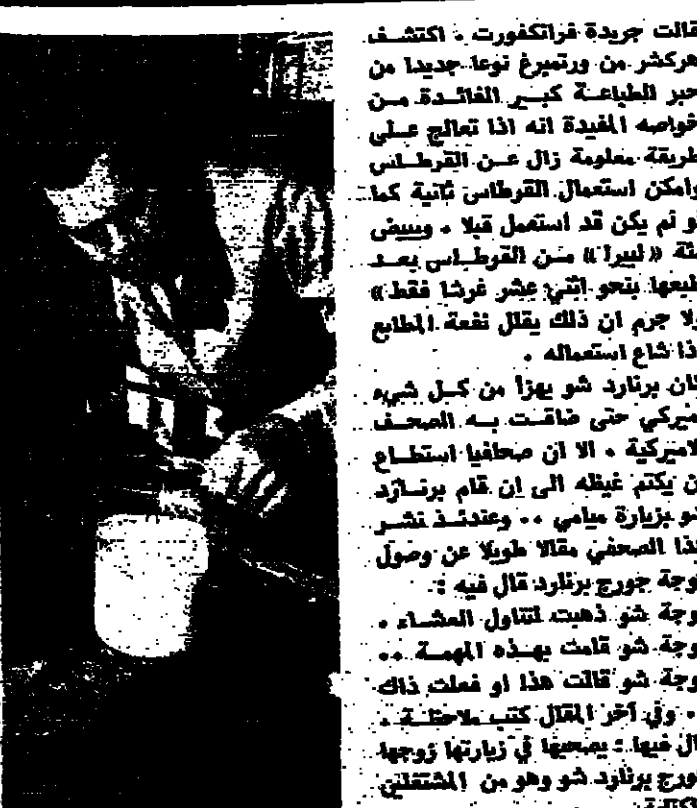 قالت جريدة فرانكفورت . اكتشف
هركشر من ورتمبرغ نوعا جديدا من
حبر الطباعة كبير الفائدة من
خواصه المفيدة انه اذا تعالج على
طريقة معلومة زال عن القرطاس
وامكن استعمال القرطاس ثانية كما
لو لم يكن قد استعمل قبلا . ويبيض
مئة «ليبرا» من القرطاس بعد
طبعها بنحو اثني عشر غرشا فقط»
ولا جرم ان ذلك يقلل نفعة المطابع
اذا شاع استعماله .
كان برنارد شو يهزأ من كل شيء
اميركي حتى ضاقت به الصحف
الاميركية . الا ان صحافيا استطاع
ان يكتم غيظه الى ان قام برنارد
شو بزيارة ميامي .. وعندئذ نشر
هذا الصحفي مقالا طويلا عن وصول
زوجة جورج برنارد قال فيه :
زوجة شو ذهبت لتناول العشاء .
زوجة شو قامت بهذه المهمة ..
زوجة شو قالت هذا او فعلت ذاك
. وفي آخر المقال كتب ملاحظة .
قال فيها : يصحبها في زيارتها زوجها
جورج برنارد شو وهو من المشتغلين